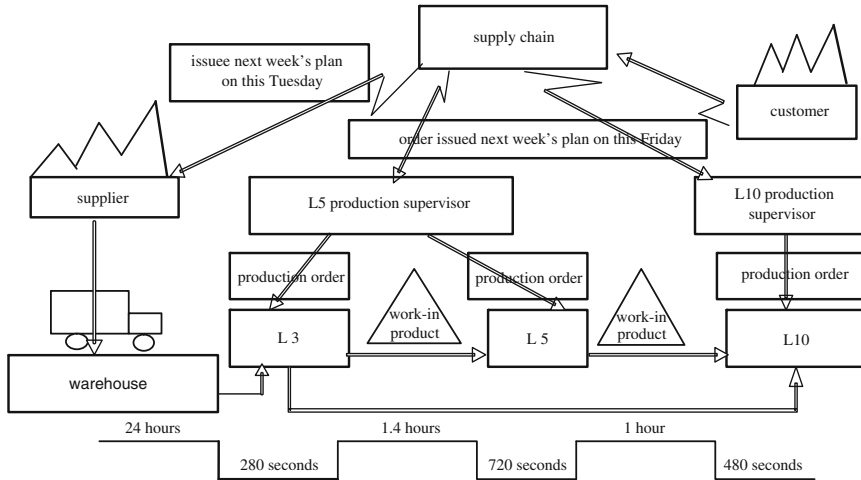 supply chain
issuee next week's plan
on this Tuesday
customer
order issued next week's plan on this Friday
supplier
L5 production supervisor
L10 production
supervisor
production order
production order
production order
work-in
product
work-in
product
L 3
L 5
L10
warehouse
24 hours
1.4 hours
1 hour
280 seconds
720 seconds
480 seconds